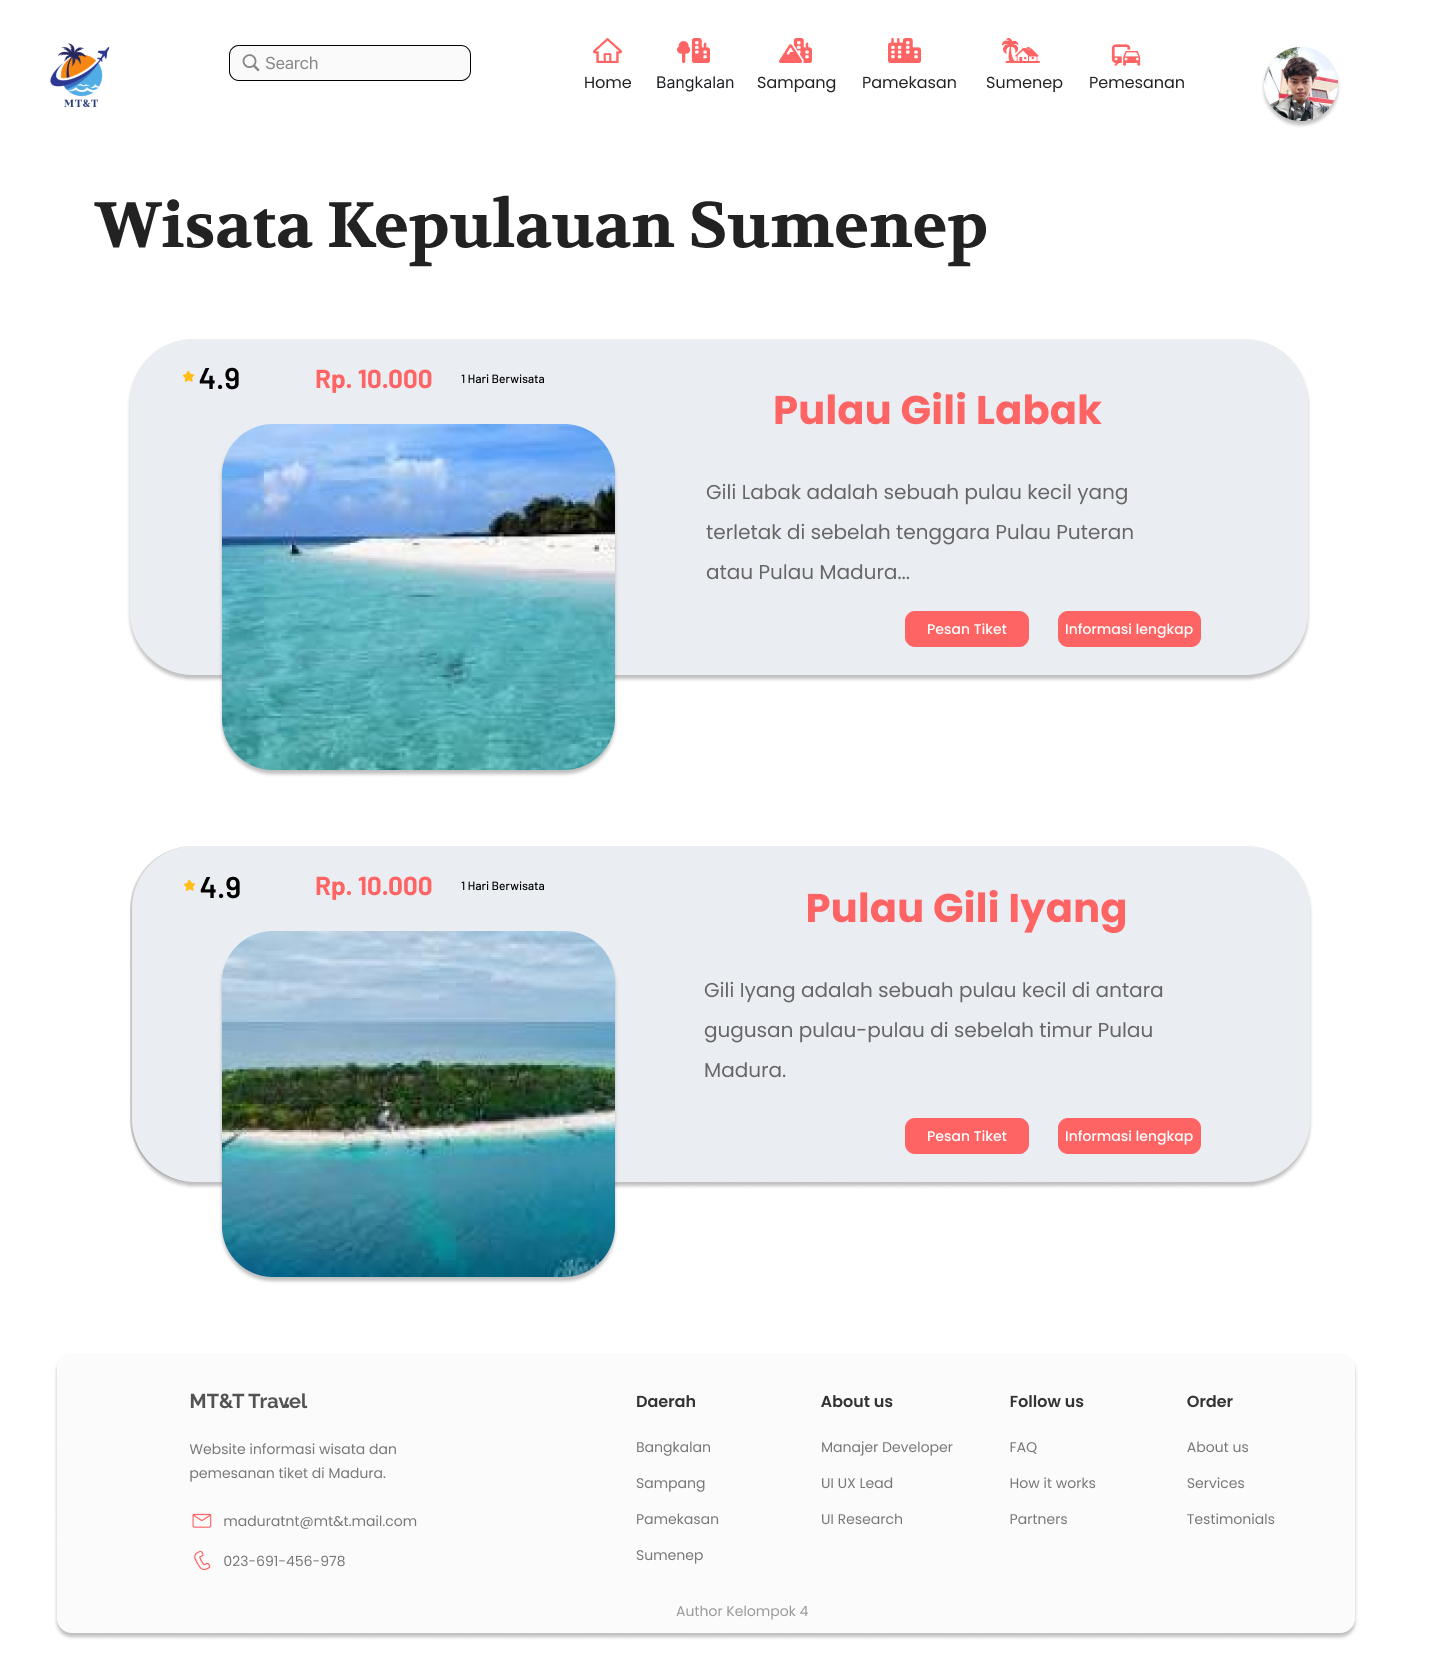 MT&T
Search
Home
Bangkalan
Sampang
Pamekasan
Sumenep
Pemesanan
Wisata Kepulauan Sumenep
4.9
Rp. 10.000
1 Hari Berwisata
Pulau Gili Labak
Gili Labak adalah sebuah pulau kecil yang
terletak di sebelah tenggara Pulau Puteran
atau Pulau Madura...
Pesan Tiket
Informasi lengkap
4.9
Rp. 10.000
1 Hari Berwisata
Pulau Gili Iyang
Gili Iyang adalah sebuah pulau kecil di antara
gugusan pulau-pulau di sebelah timur Pulau
Madura.
Pesan Tiket
Informasi lengkap
MT&T Travel
Website informasi wisata dan
pemesanan tiket di Madura.
maduratnt@mt&t.mail.com
023-691-456-978
Daerah
Bangkalan
Sampang
Pamekasan
Sumenep
About us
Manajer Developer
UI UX Lead
UI Research
Follow us
FAQ
How it works
Partners
Order
About us
Services
Testimonials
Author Kelompok 4